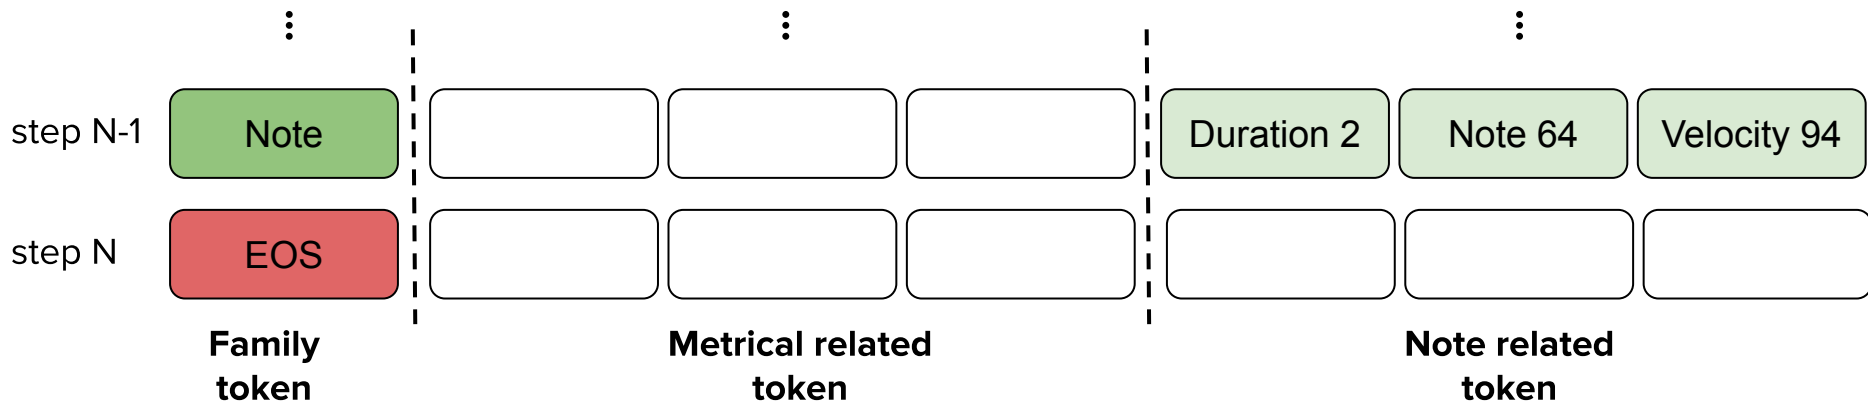 step N-1
Note
Duration 2
Note 64
Velocity 94
step N
EOS
Family
token
Metrical related
token
Note related
token